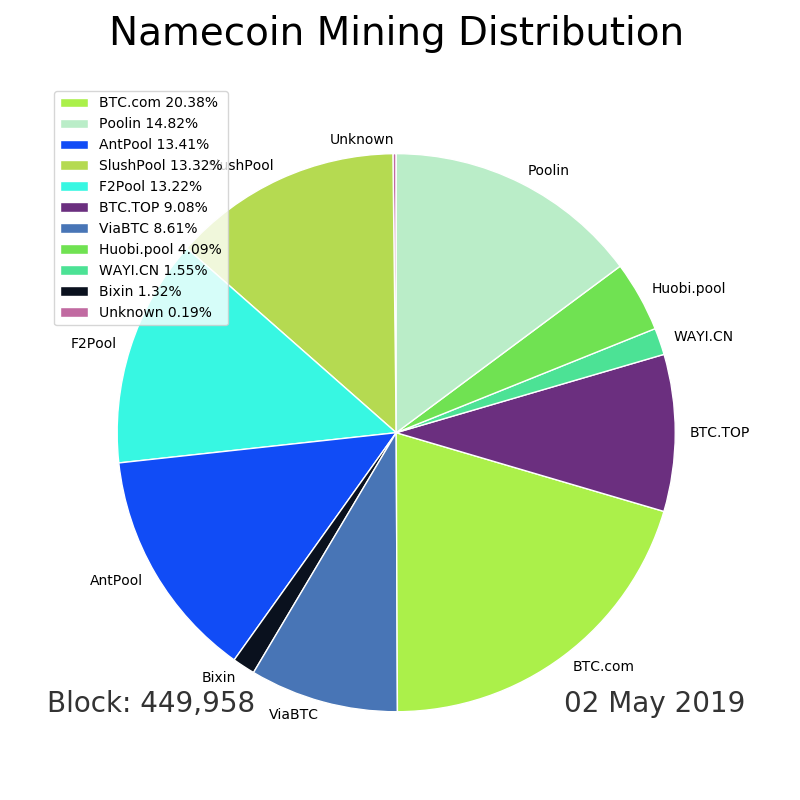 Namecoin Mining Distribution
BTC.com 20.38%
Poolin 14.82%
AntPool 13.41%
SlushPool 13.32%
F2Pool 13.22%
BTC.TOP 9.08%
ViaBTC 8.61%
Huobi.pool 4.09%
WAYI.CN 1.55%
Bixin 1.32%
Unknown 0.19%
Unknown
ushPool
Poolin
Huobi.pool
WAYI.CN
F2Pool
BTC.TOP
AntPool
BTC.com
Bixin
ViaBTC
Block: 449,958
02 May 2019